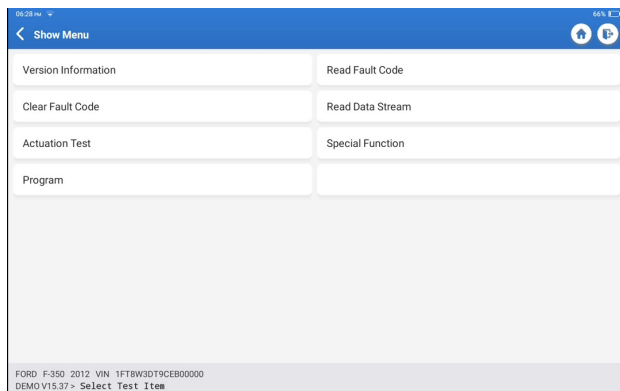 06:28 PM 66%
Show Menu
Version Information Read Fault Code
Clear Fault Code Read Data Stream
Actuation Test Special Function
Program
FORD F-350 2012 VIN 1FT8W3DT9CEB00000
DEMO V15.37 > Select Test Item